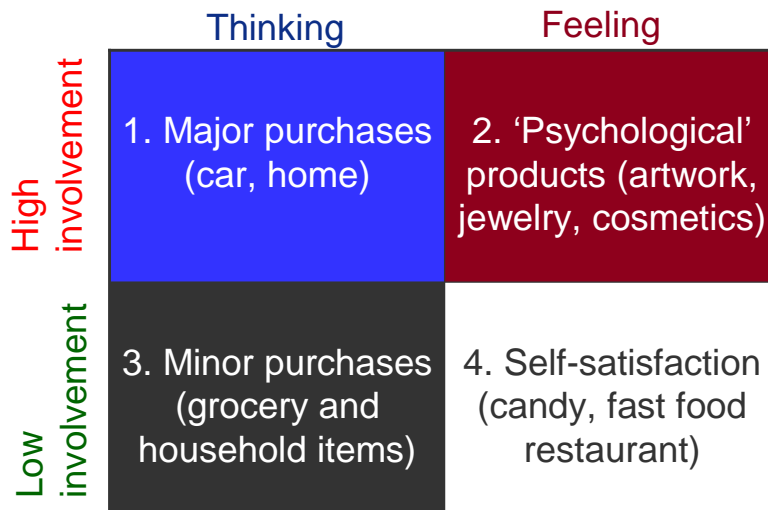 Thinking
Feeling
High
involvement
1. Major purchases
(car, home)
2. ‘Psychological’
products (artwork,
jewelry, cosmetics)
Low
involvement
3. Minor purchases
(grocery and
household items)
4. Self-satisfaction
(candy, fast food
restaurant)